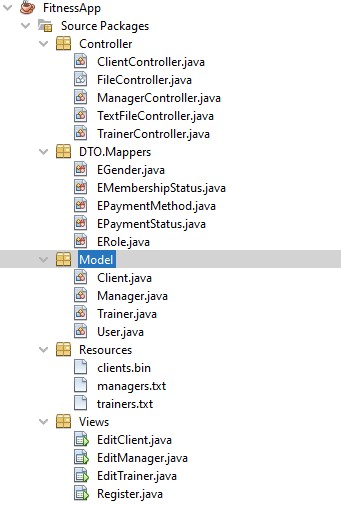 FitnessApp
Source Packages
Controller
ClientController.java
FileController.java
ManagerController.java
TextFileController.java
TrainerController.java
DTO.Mappers
EGender.java
EMembershipStatus.java
EPaymentMethod.java
EPaymentStatus.java
ERole.java
Model
Client.java
Manager.java
Trainer.java
User.java
Resources
clients.bin
managers.txt
trainers.txt
Views
EditClient.java
EditManager.java
EditTrainer.java
Register.java